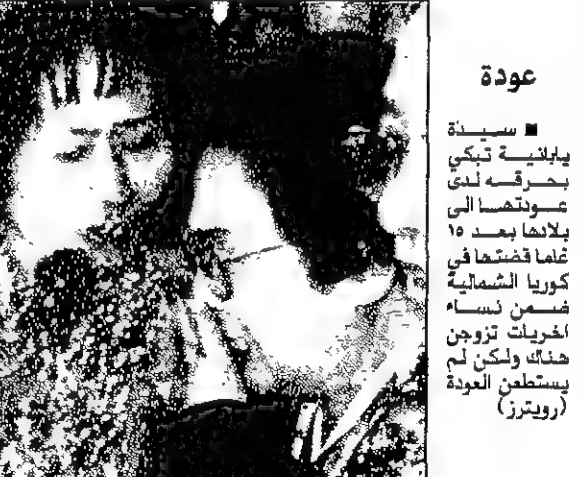 عودة
■ سيدة
يابانية تبكي
بحرقه لدى
عودتها الى
بلادها بعد ١٥
عاما قضتها في
كوريا الشمالية
ضمن نساء
اخريات تزوجن
هناك ولكن لم
يستطعن العودة
(رويترز)